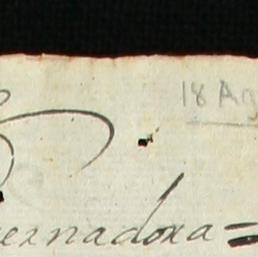 18 Ag
ernadora =